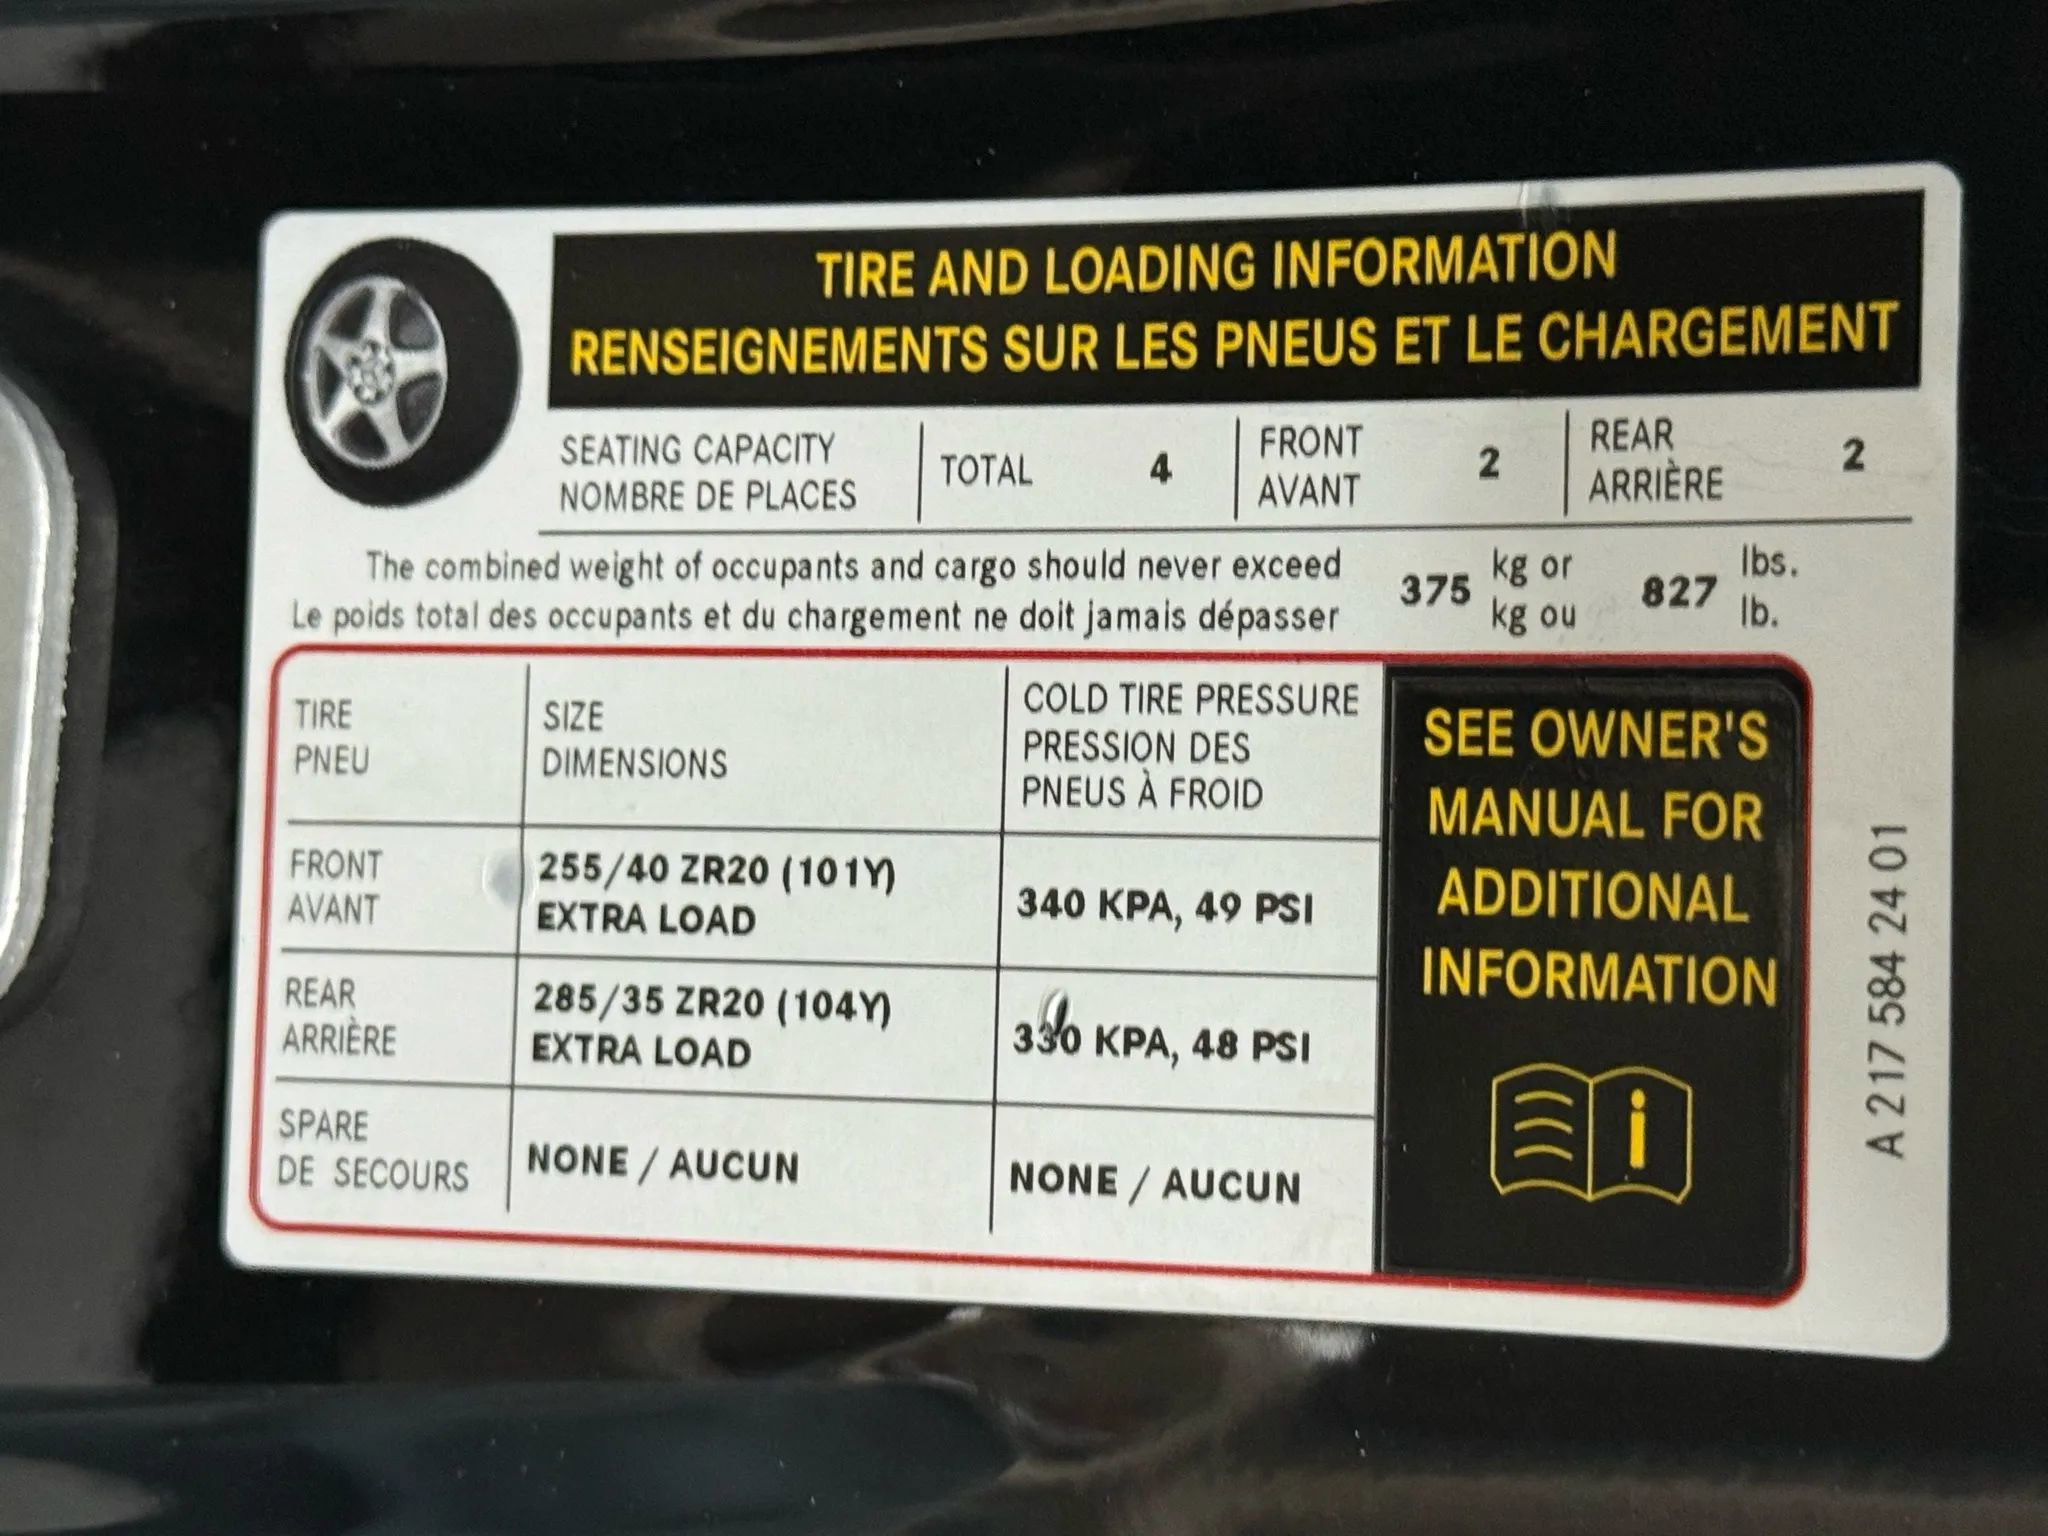 TIRE AND LOADING INFORMATION
RENSEIGNEMENTS SUR LES PNEUS ET LE CHARGEMENT
SEATING CAPACITY
NOMBRE DE PLACES
TOTAL 4
FRONT
AVANT
2
REAR
ARRIÈRE
2
The combined weight of occupants and cargo should never exceed
Le poids total des occupants et du chargement ne doit jamais dépasser
375
kg or
kg ou
827
lbs.
lb.
TIRE
PNEU
SIZE
DIMENSIONS
COLD TIRE PRESSURE
PRESSION DES
PNEUS À FROID
FRONT
AVANT
255/40 ZR20 (101Y)
EXTRA LOAD
340 KPA, 49 PSI
REAR
ARRIÈRE
285/35 ZR20 (104Y)
EXTRA LOAD
330 KPA, 48 PSI
SPARE
DE SECOURS
NONE / AUCUN
NONE / AUCUN
SEE OWNER'S
MANUAL FOR
ADDITIONAL
INFORMATION
i
A 217 584 24 01